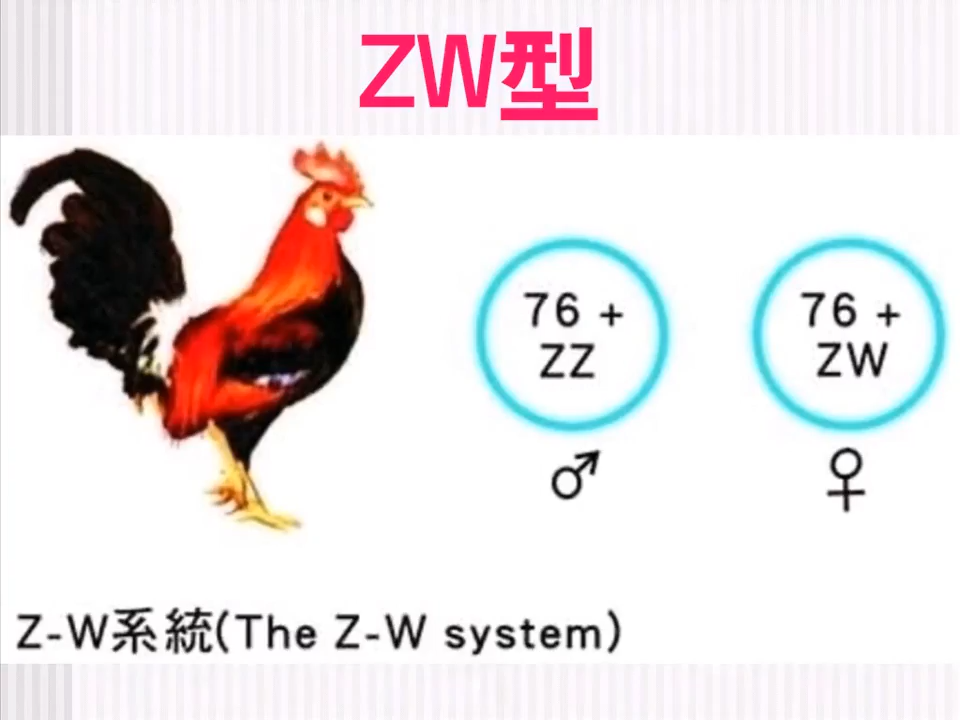 ZW型
76 +
ZZ
♂
76 +
ZW
♀
Z-W系統(The Z-W system)